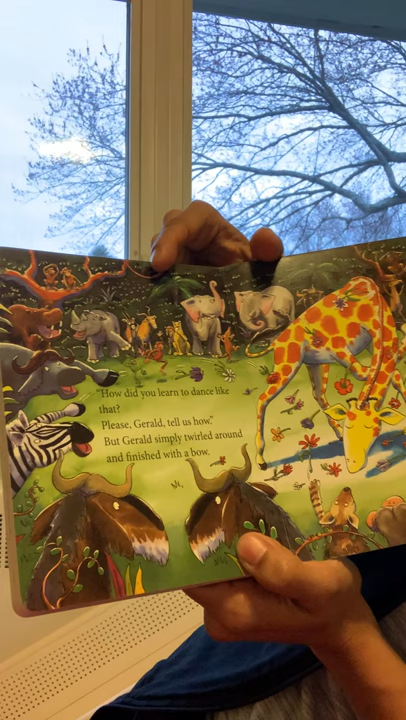 "How did you learn to dance like
that?
Please, Gerald, tell us how."
But Gerald simply twirled around
and finished with a bow.